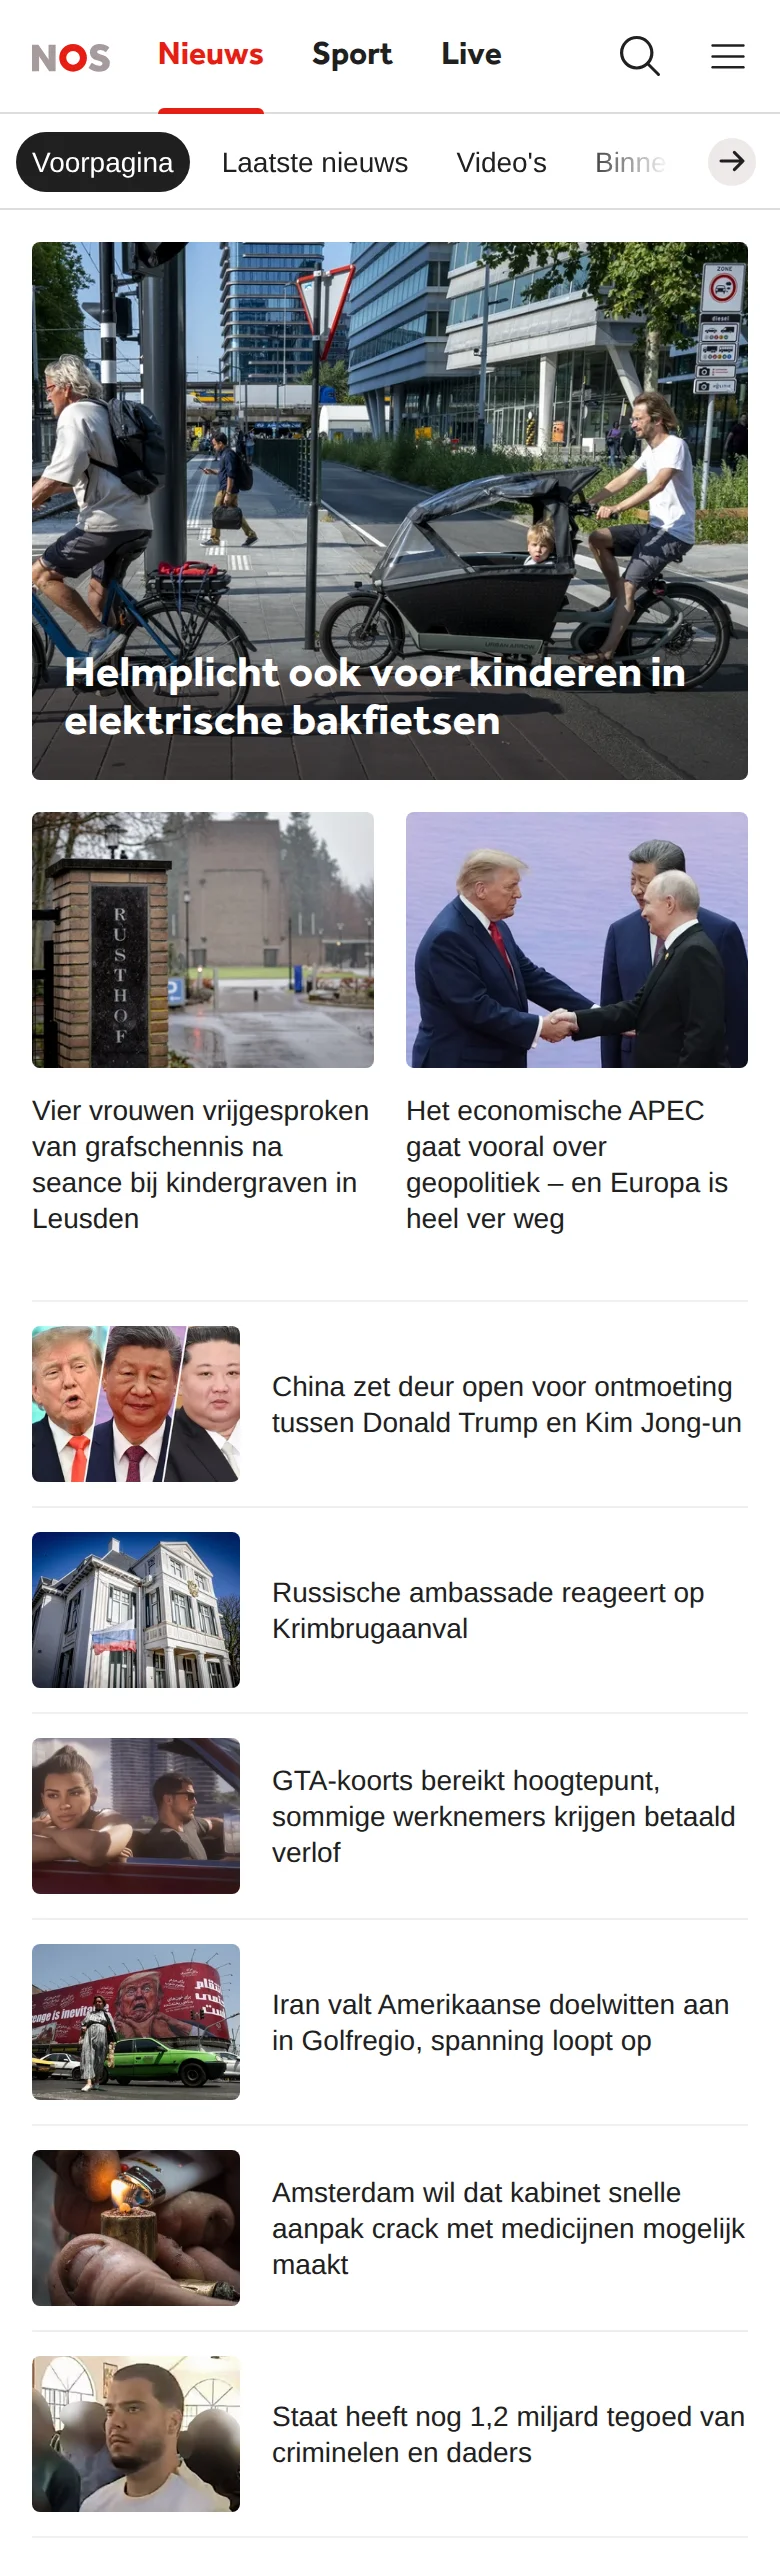 NOS Nieuws Sport Live
Voorpagina Laatste nieuws Video's Binne
ZONE
diesel
Helmplicht ook voor kinderen in
elektrische bakfietsen
RUSTHOF
Vier vrouwen vrijgesproken
van grafschennis na
seance bij kindergraven in
Leusden
Het economische APEC
gaat vooral over
geopolitiek – en Europa is
heel ver weg
China zet deur open voor ontmoeting
tussen Donald Trump en Kim Jong-un
Russische ambassade reageert op
Krimbrugaanval
GTA-koorts bereikt hoogtepunt,
sommige werknemers krijgen betaald
verlof
enge is inevita
Iran valt Amerikaanse doelwitten aan
in Golfregio, spanning loopt op
Amsterdam wil dat kabinet snelle
aanpak crack met medicijnen mogelijk
maakt
Staat heeft nog 1,2 miljard tegoed van
criminelen en daders